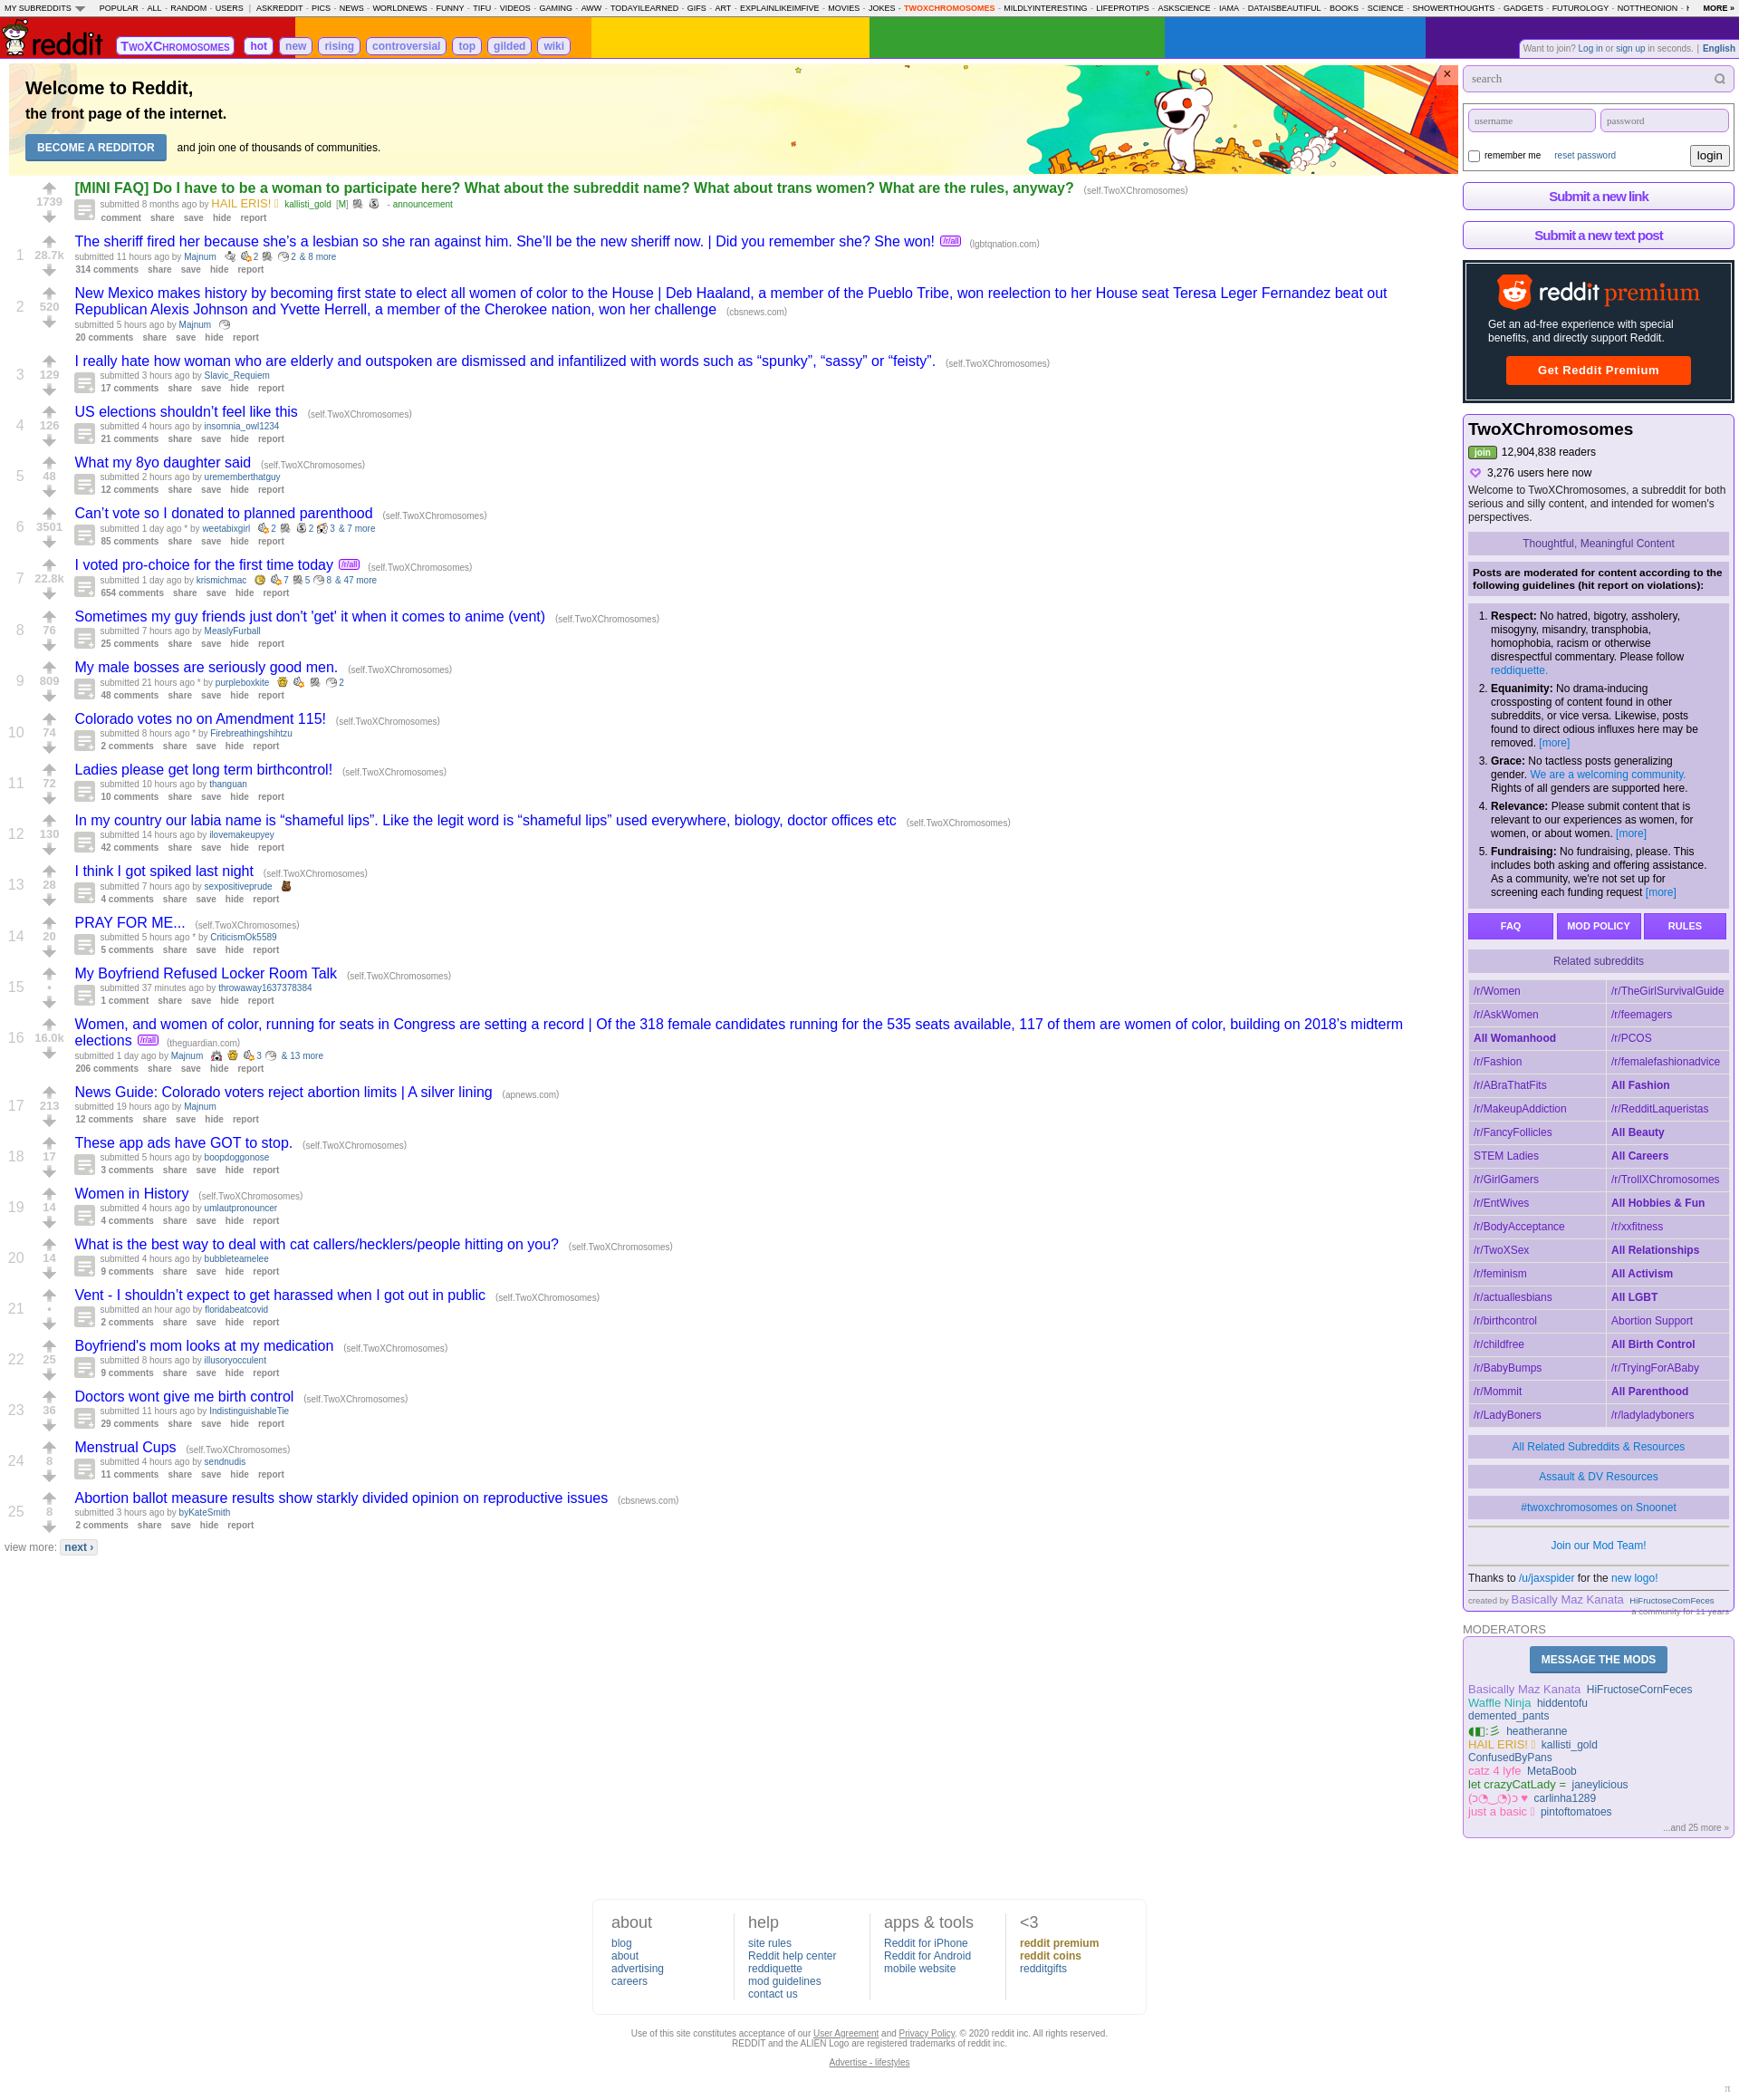 MY SUBREDDITS POPULAR - ALL - RANDOM - USERS | ASKREDDIT - PICS - NEWS - WORLDNEWS - FUNNY - TIFU - VIDEOS - GAMING - AWW - TODAYILEARNED - GIFS - ART - EXPLAINLIKEIMFIVE - MOVIES - JOKES - TWOXCHROMOSOMES - MILDLYINTERESTING - LIFEPROTIPS - ASKSCIENCE - IAMA - DATAISBEAUTIFUL - BOOKS - SCIENCE - SHOWERTHOUGHTS - GADGETS - FUTUROLOGY - NOTTHEONION - MORE »
reddit TwoXChromosomes hot new rising controversial top gilded wiki
Want to join? Log in or sign up in seconds. | English
Welcome to Reddit,
the front page of the internet.
BECOME A REDDITOR and join one of thousands of communities.
×
1739
[MINI FAQ] Do I have to be a woman to participate here? What about the subreddit name? What about trans women? What are the rules, anyway? (self.TwoXChromosomes)
submitted 8 months ago by HAIL ERIS! kallisti_gold [M] - announcement
comment share save hide report
1 28.7k
The sheriff fired her because she’s a lesbian so she ran against him. She’ll be the new sheriff now. | Did you remember she? She won! /r/all (lgbtqnation.com)
submitted 11 hours ago by Majnum 2 2 & 8 more
314 comments share save hide report
2 520
New Mexico makes history by becoming first state to elect all women of color to the House | Deb Haaland, a member of the Pueblo Tribe, won reelection to her House seat Teresa Leger Fernandez beat out
Republican Alexis Johnson and Yvette Herrell, a member of the Cherokee nation, won her challenge (cbsnews.com)
submitted 5 hours ago by Majnum
20 comments share save hide report
3 129
I really hate how woman who are elderly and outspoken are dismissed and infantilized with words such as “spunky”, “sassy” or “feisty”. (self.TwoXChromosomes)
submitted 3 hours ago by Slavic_Requiem
17 comments share save hide report
4 126
US elections shouldn’t feel like this (self.TwoXChromosomes)
submitted 4 hours ago by insomnia_owl1234
21 comments share save hide report
5 48
What my 8yo daughter said (self.TwoXChromosomes)
submitted 2 hours ago by urememberthatguy
12 comments share save hide report
6 3501
Can’t vote so I donated to planned parenthood (self.TwoXChromosomes)
submitted 1 day ago * by weetabixgirl 2 2 3 & 7 more
85 comments share save hide report
7 22.8k
I voted pro-choice for the first time today /r/all (self.TwoXChromosomes)
submitted 1 day ago by krismichmac 7 5 8 & 47 more
654 comments share save hide report
8 76
Sometimes my guy friends just don't 'get' it when it comes to anime (vent) (self.TwoXChromosomes)
submitted 7 hours ago by MeaslyFurball
25 comments share save hide report
9 809
My male bosses are seriously good men. (self.TwoXChromosomes)
submitted 21 hours ago * by purpleboxkite 2
48 comments share save hide report
10 74
Colorado votes no on Amendment 115! (self.TwoXChromosomes)
submitted 8 hours ago * by Firebreathingshihtzu
2 comments share save hide report
11 72
Ladies please get long term birthcontrol! (self.TwoXChromosomes)
submitted 10 hours ago by thanguan
10 comments share save hide report
12 130
In my country our labia name is “shameful lips”. Like the legit word is “shameful lips” used everywhere, biology, doctor offices etc (self.TwoXChromosomes)
submitted 14 hours ago by ilovemakeupyey
42 comments share save hide report
13 28
I think I got spiked last night (self.TwoXChromosomes)
submitted 7 hours ago by sexpositiveprude
4 comments share save hide report
14 20
PRAY FOR ME... (self.TwoXChromosomes)
submitted 5 hours ago * by CriticismOk5589
5 comments share save hide report
15 •
My Boyfriend Refused Locker Room Talk (self.TwoXChromosomes)
submitted 37 minutes ago by throwaway1637378384
1 comment share save hide report
16 16.0k
Women, and women of color, running for seats in Congress are setting a record | Of the 318 female candidates running for the 535 seats available, 117 of them are women of color, building on 2018’s midterm
elections /r/all (theguardian.com)
submitted 1 day ago by Majnum 3 & 13 more
206 comments share save hide report
17 213
News Guide: Colorado voters reject abortion limits | A silver lining (apnews.com)
submitted 19 hours ago by Majnum
12 comments share save hide report
18 17
These app ads have GOT to stop. (self.TwoXChromosomes)
submitted 5 hours ago by boopdoggonose
3 comments share save hide report
19 14
Women in History (self.TwoXChromosomes)
submitted 4 hours ago by umlautpronouncer
4 comments share save hide report
20 14
What is the best way to deal with cat callers/hecklers/people hitting on you? (self.TwoXChromosomes)
submitted 4 hours ago by bubbleteamelee
9 comments share save hide report
21 •
Vent - I shouldn’t expect to get harassed when I got out in public (self.TwoXChromosomes)
submitted an hour ago by floridabeatcovid
2 comments share save hide report
22 25
Boyfriend's mom looks at my medication (self.TwoXChromosomes)
submitted 8 hours ago by illusoryocculent
9 comments share save hide report
23 36
Doctors wont give me birth control (self.TwoXChromosomes)
submitted 11 hours ago by IndistinguishableTie
29 comments share save hide report
24 8
Menstrual Cups (self.TwoXChromosomes)
submitted 4 hours ago by sendnudis
11 comments share save hide report
25 8
Abortion ballot measure results show starkly divided opinion on reproductive issues (cbsnews.com)
submitted 3 hours ago by byKateSmith
2 comments share save hide report
view more: next ›
search
username password
remember me reset password login
Submit a new link
Submit a new text post
reddit premium
Get an ad-free experience with special
benefits, and directly support Reddit.
Get Reddit Premium
TwoXChromosomes
join 12,904,838 readers
3,276 users here now
Welcome to TwoXChromosomes, a subreddit for both
serious and silly content, and intended for women's
perspectives.
Thoughtful, Meaningful Content
Posts are moderated for content according to the
following guidelines (hit report on violations):
1. Respect: No hatred, bigotry, assholery,
misogyny, misandry, transphobia,
homophobia, racism or otherwise
disrespectful commentary. Please follow
reddiquette.
2. Equanimity: No drama-inducing
crossposting of content found in other
subreddits, or vice versa. Likewise, posts
found to direct odious influxes here may be
removed. [more]
3. Grace: No tactless posts generalizing
gender. We are a welcoming community.
Rights of all genders are supported here.
4. Relevance: Please submit content that is
relevant to our experiences as women, for
women, or about women. [more]
5. Fundraising: No fundraising, please. This
includes both asking and offering assistance.
As a community, we're not set up for
screening each funding request [more]
FAQ MOD POLICY RULES
Related subreddits
/r/Women /r/TheGirlSurvivalGuide
/r/AskWomen /r/feemagers
All Womanhood /r/PCOS
/r/Fashion /r/femalefashionadvice
/r/ABraThatFits All Fashion
/r/MakeupAddiction /r/RedditLaqueristas
/r/FancyFollicles All Beauty
STEM Ladies All Careers
/r/GirlGamers /r/TrollXChromosomes
/r/EntWives All Hobbies & Fun
/r/BodyAcceptance /r/xxfitness
/r/TwoXSex All Relationships
/r/feminism All Activism
/r/actuallesbians All LGBT
/r/birthcontrol Abortion Support
/r/childfree All Birth Control
/r/BabyBumps /r/TryingForABaby
/r/Mommit All Parenthood
/r/LadyBoners /r/ladyladyboners
All Related Subreddits & Resources
Assault & DV Resources
#twoxchromosomes on Snoonet
Join our Mod Team!
Thanks to /u/jaxspider for the new logo!
created by Basically Maz Kanata HiFructoseCornFeces
a community for 11 years
MODERATORS
MESSAGE THE MODS
Basically Maz Kanata HiFructoseCornFeces
Waffle Ninja hiddentofu
demented_pants
heatheranne
HAIL ERIS! kallisti_gold
ConfusedByPans
catz 4 lyfe MetaBoob
let crazyCatLady = janeylicious
(ɔ◔‿◔)ɔ ♥ carlinha1289
just a basic pintoftomatoes
...and 25 more »
about help apps & tools <3
blog site rules Reddit for iPhone reddit premium
about Reddit help center Reddit for Android reddit coins
advertising reddiquette mobile website redditgifts
careers mod guidelines
contact us
Use of this site constitutes acceptance of our User Agreement and Privacy Policy. © 2020 reddit inc. All rights reserved.
REDDIT and the ALIEN Logo are registered trademarks of reddit inc.
Advertise - lifestyles
π